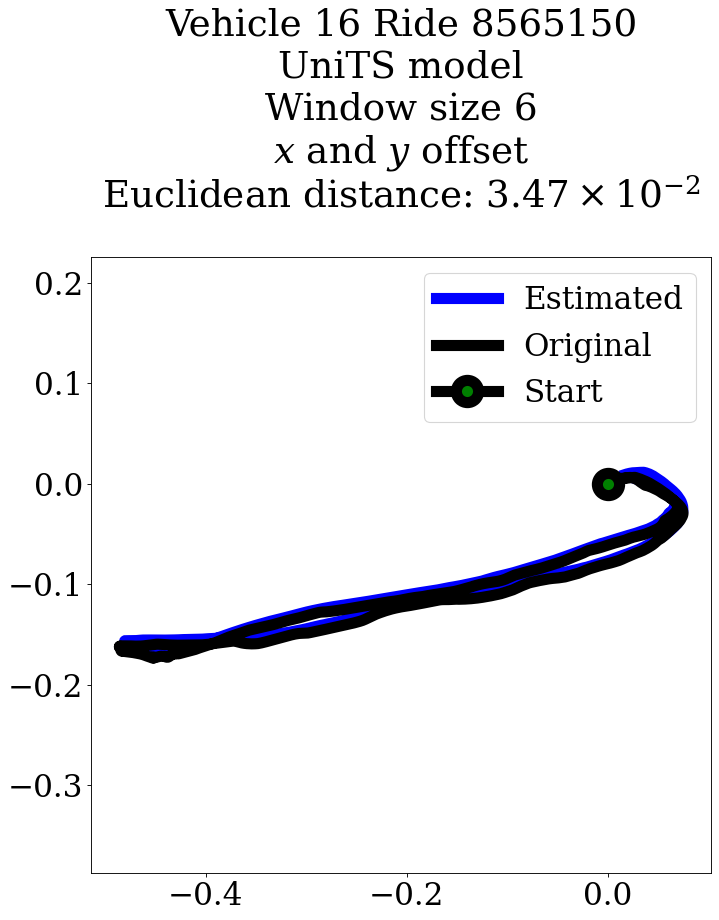 Vehicle 16 Ride 8565150
UniTS model
Window size 6
x and y offset
Euclidean distance: 3.47 × 10⁻²
Estimated
Original
Start
0.2
0.1
0.0
−0.1
−0.2
−0.3
−0.4
−0.2
0.0